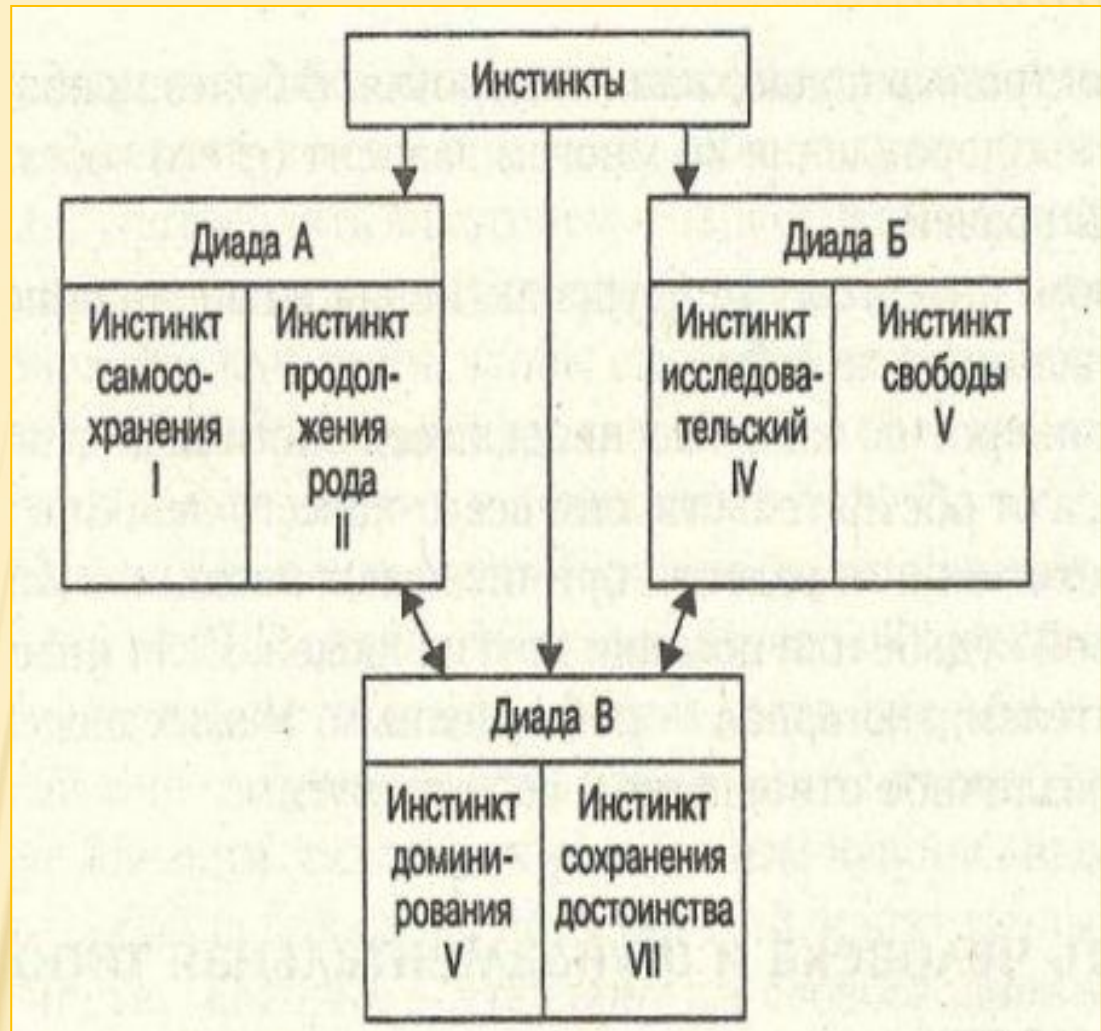 Инстинкты
Диада А
Инстинкт
самосо-
хранения
I
Инстинкт
продол-
жения
рода
II
Диада Б
Инстинкт
исследова-
тельский
IV
Инстинкт
свободы
V
Диада В
Инстинкт
домини-
рования
V
Инстинкт
сохранения
достоинства
VII